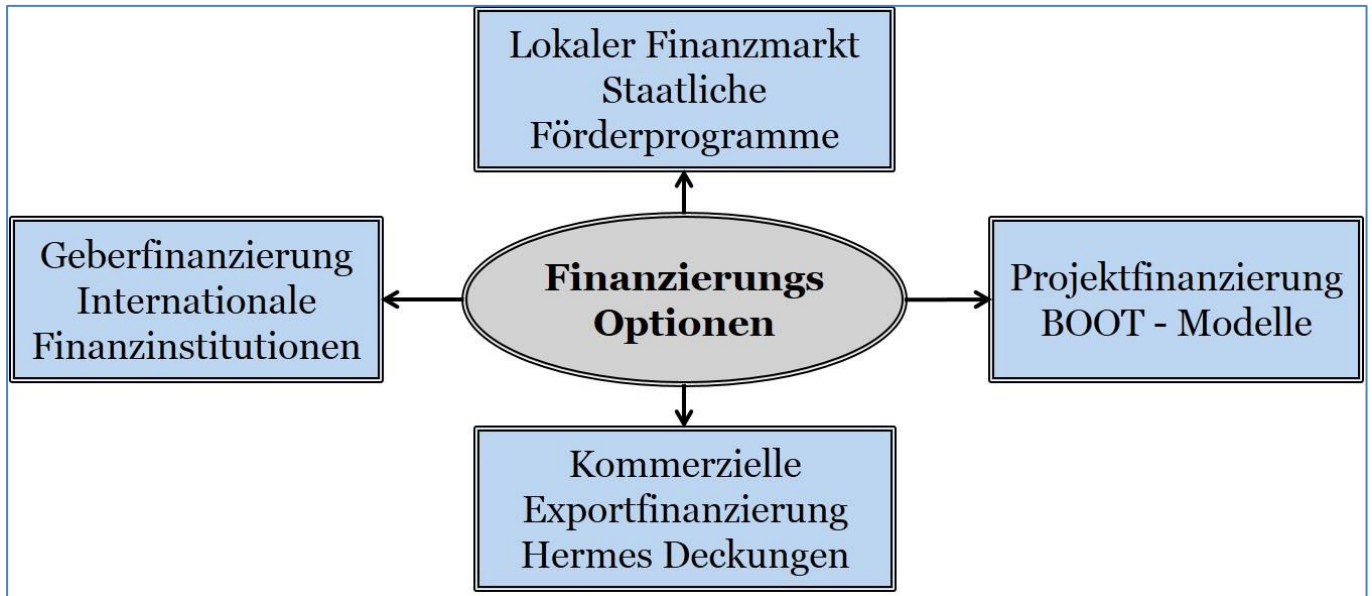 Lokaler Finanzmarkt
Staatliche
Förderprogramme
Geberfinanzierung
Internationale
Finanzinstitutionen
Finanzierungs
Optionen
Projektfinanzierung
BOOT - Modelle
Kommerzielle
Exportfinanzierung
Hermes Deckungen